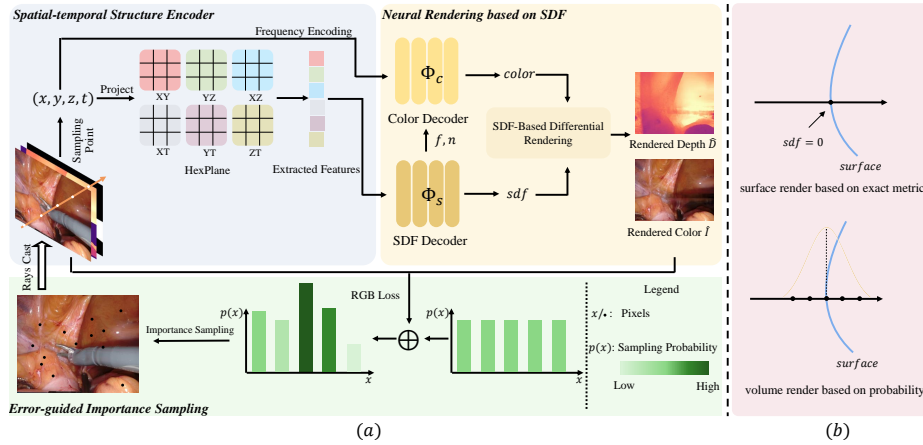 Spatial-temporal Structure Encoder
Frequency Encoding
(x, y, z, t)
Project
XY
YZ
XZ
XT
YT
ZT
HexPlane
Extracted Features
Sampling
Point
Rays Cast
Neural Rendering based on SDF
Φ_c
color
Color Decoder
f, n
Φ_s
sdf
SDF Decoder
SDF-Based Differential
Rendering
Rendered Depth D̂
Rendered Color Î
RGB Loss
Importance Sampling
p(x)
x
p(x)
x
Legend
x/•: Pixels
p(x): Sampling Probability
Low
High
Error-guided Importance Sampling
(a)
sdf = 0
surface
surface render based on exact metric
surface
volume render based on probability
(b)